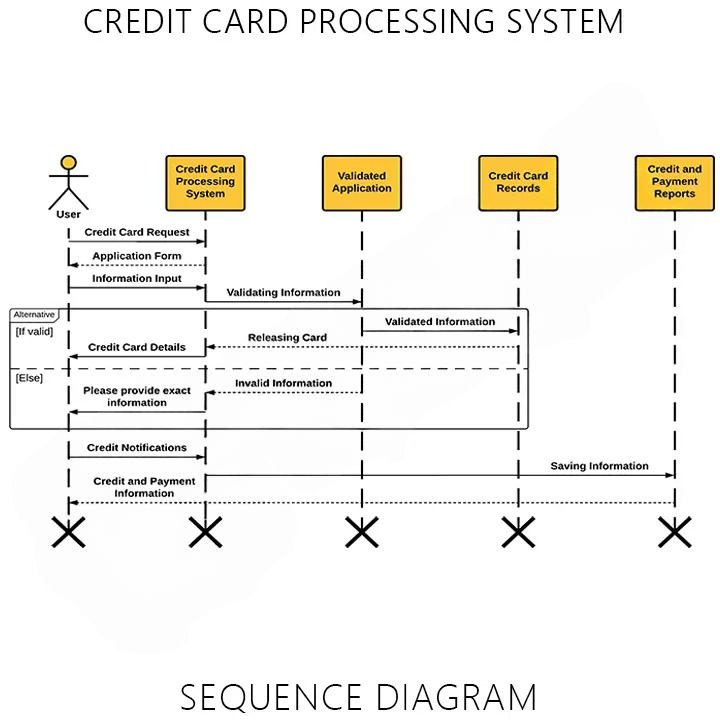 CREDIT CARD PROCESSING SYSTEM
User
Credit Card
Processing
System
Validated
Application
Credit Card
Records
Credit and
Payment
Reports
Credit Card Request
Application Form
Information Input
Validating Information
Alternative
[If valid]
Validated Information
Releasing Card
Credit Card Details
[Else]
Invalid Information
Please provide exact
information
Credit Notifications
Saving Information
Credit and Payment
Information
SEQUENCE DIAGRAM